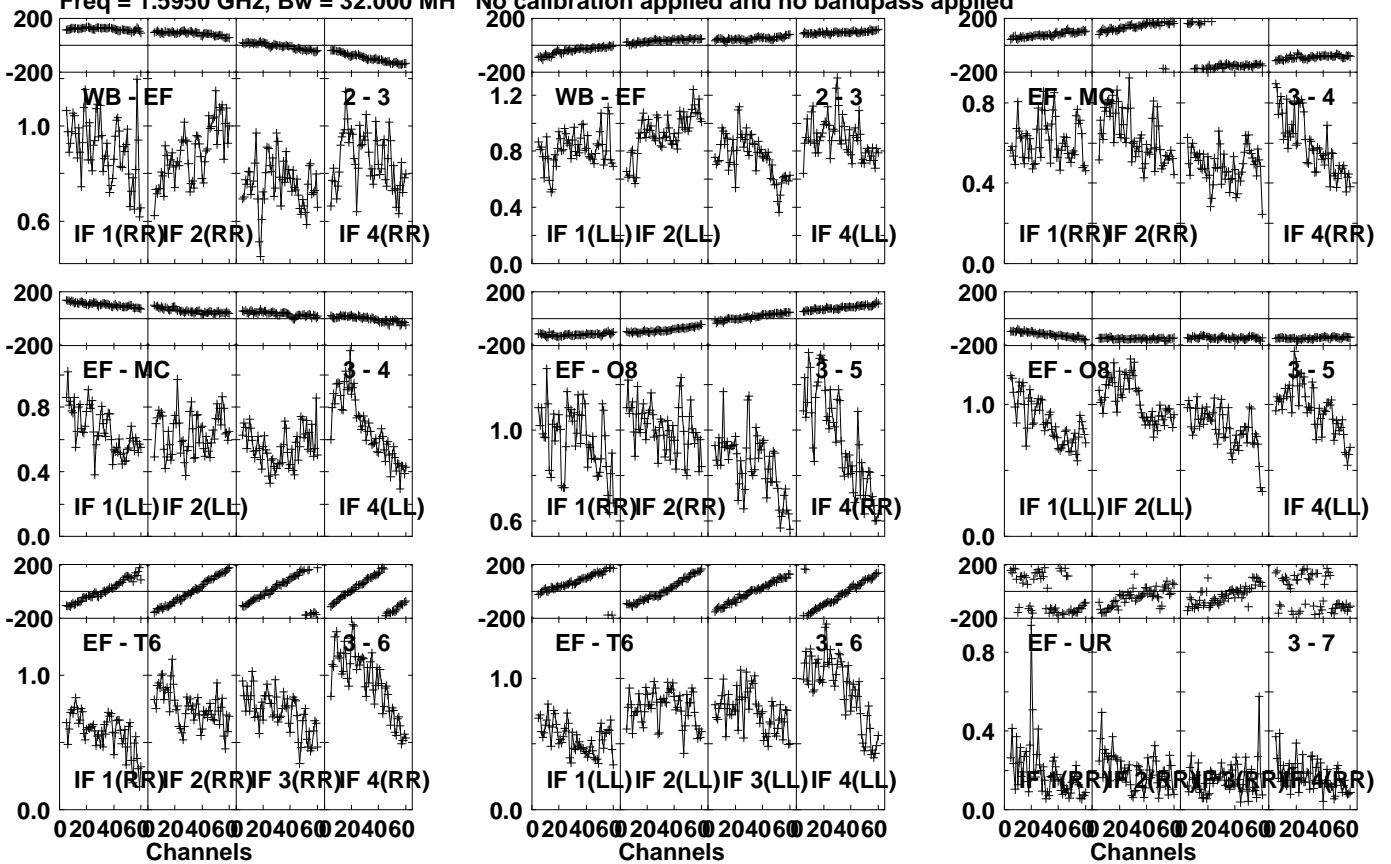 Freq = 1.5950 GHz, Bw = 32.000 MH No calibration applied and no bandpass applied
200
-200
WB - EF 2 - 3
1.0
0.6
IF 1(RR) IF 2(RR) IF 4(RR)
WB - EF 2 - 3
1.2
0.8
0.4
0.0
IF 1(LL) IF 2(LL) IF 4(LL)
200
-200
EF - MC 3 - 4
0.8
0.4
0.0
IF 1(RR) IF 2(RR) IF 4(RR)
200
-200
EF - MC 3 - 4
0.8
0.4
0.0
IF 1(LL) IF 2(LL) IF 4(LL)
200
-200
EF - O8 3 - 5
1.0
0.6
IF 1(RR) IF 2(RR) IF 4(RR)
200
-200
EF - O8 3 - 5
1.0
0.0
IF 1(LL) IF 2(LL) IF 4(LL)
200
-200
EF - T6 3 - 6
1.0
0.0
IF 1(RR) IF 2(RR) IF 3(RR) IF 4(RR)
0 20 40 60 0 20 40 60 0 20 40 60 0 20 40 60
Channels
200
-200
EF - T6 3 - 6
1.0
0.0
IF 1(LL) IF 2(LL) IF 3(LL) IF 4(LL)
0 20 40 60 0 20 40 60 0 20 40 60 0 20 40 60
Channels
200
-200
EF - UR 3 - 7
0.8
0.4
0.0
IF 1(RR) IF 2(RR) IF 3(RR) IF 4(RR)
0 20 40 60 0 20 40 60 0 20 40 60 0 20 40 60
Channels